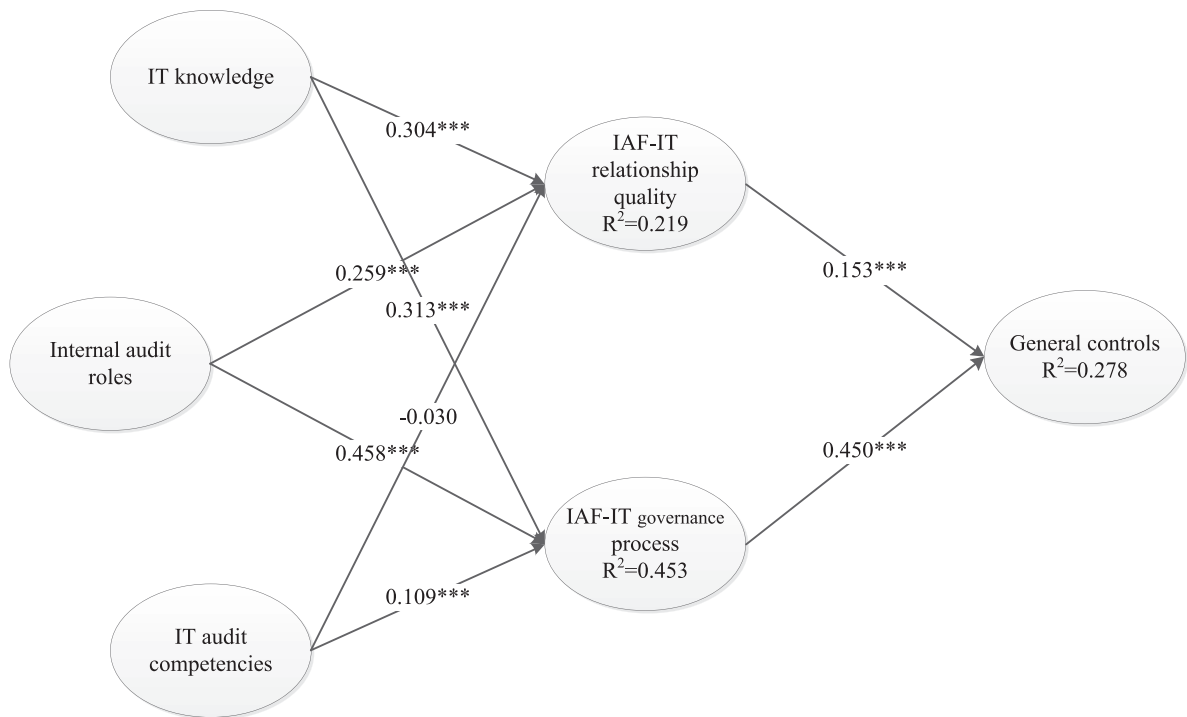 IT knowledge
0.304***
IAF-IT
relationship
quality
R²=0.219
0.259***
0.313***
0.153***
Internal audit
roles
General controls
R²=0.278
-0.030
0.458***
0.450***
IAF-IT governance
process
R²=0.453
0.109***
IT audit
competencies